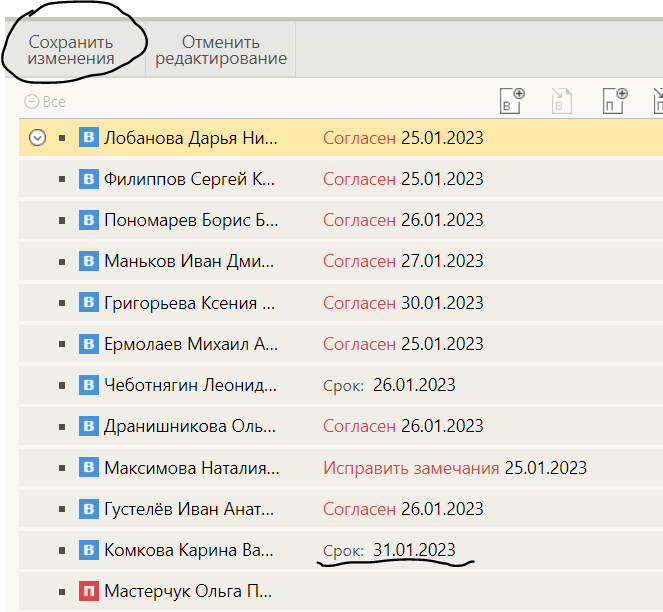 Сохранить
изменения
Отменить
редактирование
Все
В
П
В Лобанова Дарья Ни... Согласен 25.01.2023
В Филиппов Сергей К... Согласен 25.01.2023
В Пономарев Борис Б... Согласен 26.01.2023
В Маньков Иван Дми... Согласен 27.01.2023
В Григорьева Ксения ... Согласен 30.01.2023
В Ермолаев Михаил А... Согласен 25.01.2023
В Чеботнягин Леонид... Срок: 26.01.2023
В Дранишникова Оль... Согласен 26.01.2023
В Максимова Наталия... Исправить замечания 25.01.2023
В Густелёв Иван Анат... Согласен 26.01.2023
В Комкова Карина Ва... Срок: 31.01.2023
П Мастерчук Ольга П...